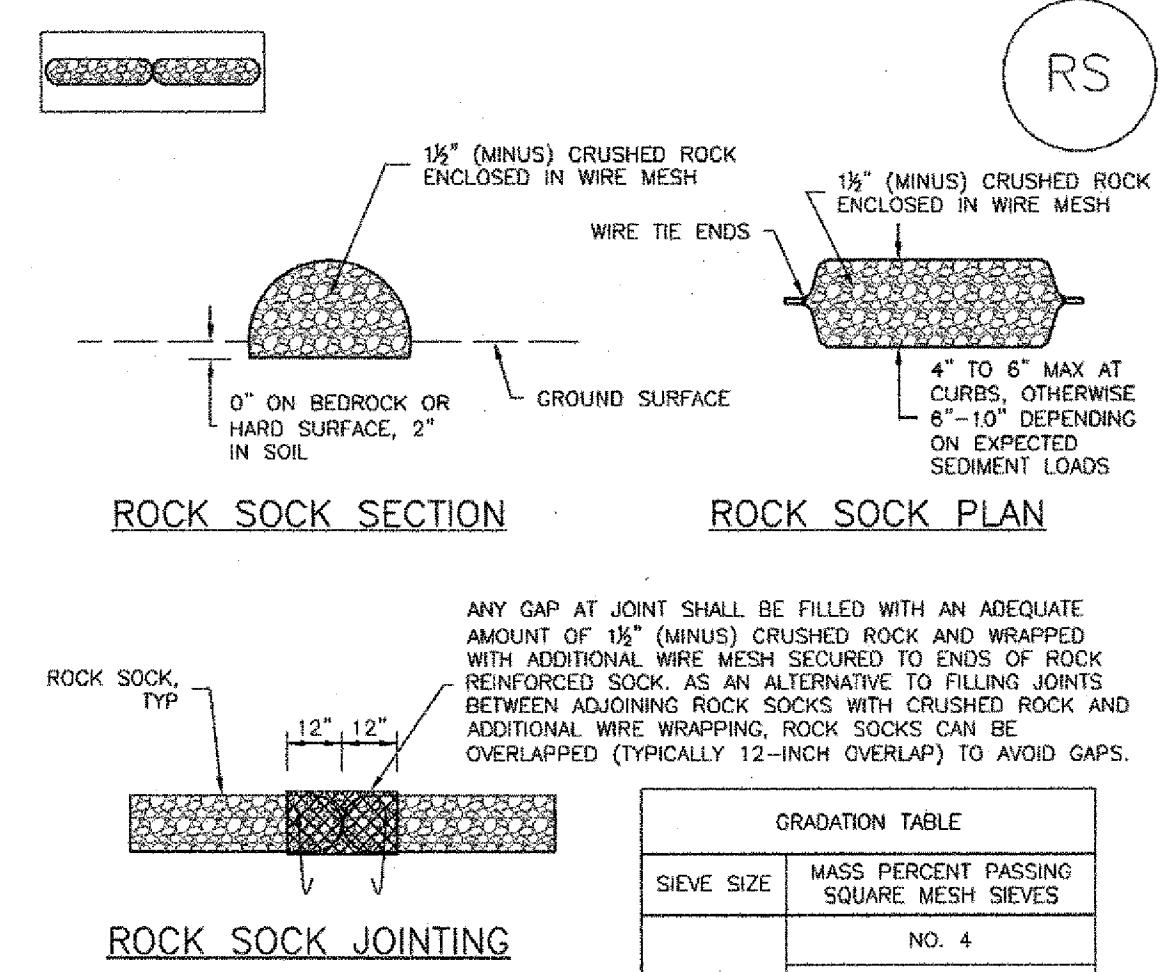 RS
1½" (MINUS) CRUSHED ROCK
ENCLOSED IN WIRE MESH
1½" (MINUS) CRUSHED ROCK
ENCLOSED IN WIRE MESH
WIRE TIE ENDS
GROUND SURFACE
0" ON BEDROCK OR
HARD SURFACE, 2"
IN SOIL
4" TO 6" MAX AT
CURBS, OTHERWISE
6"-10" DEPENDING
ON EXPECTED
SEDIMENT LOADS
ROCK SOCK SECTION
ROCK SOCK PLAN
ANY GAP AT JOINT SHALL BE FILLED WITH AN ADEQUATE
AMOUNT OF 1½" (MINUS) CRUSHED ROCK AND WRAPPED
WITH ADDITIONAL WIRE MESH SECURED TO ENDS OF ROCK
REINFORCED SOCK. AS AN ALTERNATIVE TO FILLING JOINTS
BETWEEN ADJOINING ROCK SOCKS WITH CRUSHED ROCK AND
ADDITIONAL WIRE WRAPPING, ROCK SOCKS CAN BE
OVERLAPPED (TYPICALLY 12-INCH OVERLAP) TO AVOID GAPS.
ROCK SOCK,
TYP
12" 12"
ROCK SOCK JOINTING
GRADATION TABLE
SIEVE SIZE
MASS PERCENT PASSING
SQUARE MESH SIEVES
NO. 4